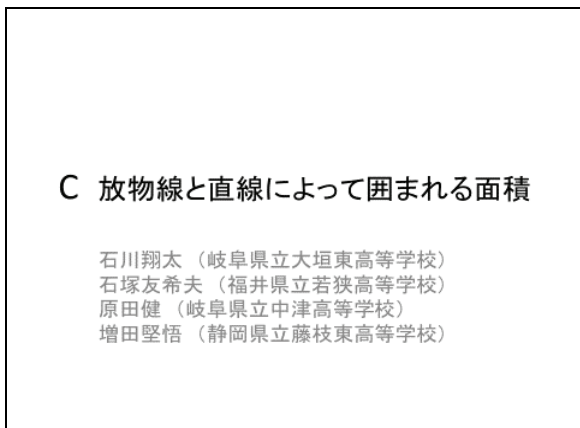 C 放物線と直線によって囲まれる面積
石川翔太 （岐阜県立大垣東高等学校）
石塚友希夫 （福井県立若狭高等学校）
原田健 （岐阜県立中津高等学校）
増田堅悟 （静岡県立藤枝東高等学校）